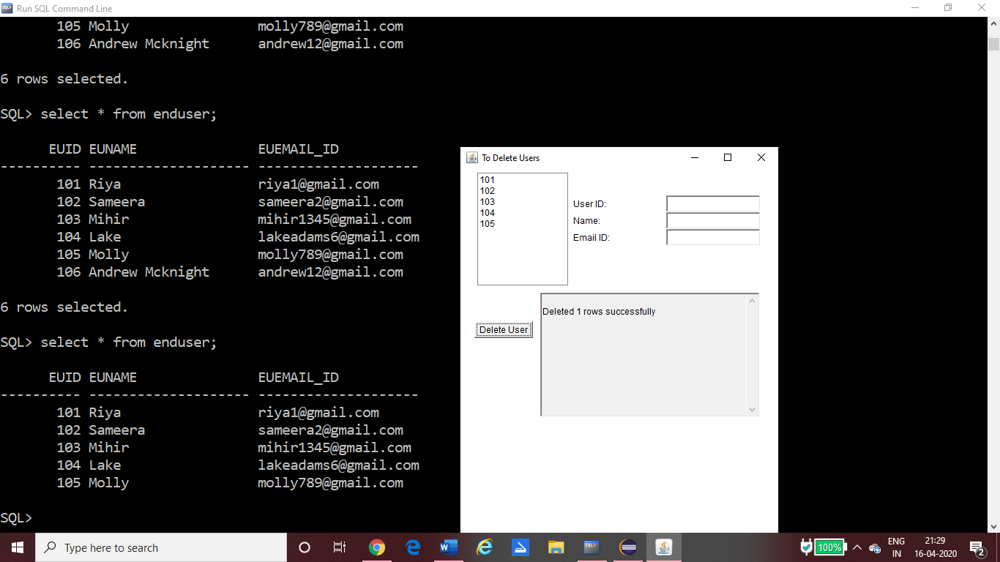 Run SQL Command Line
105 Molly molly789@gmail.com
106 Andrew Mcknight andrew12@gmail.com
6 rows selected.
SQL> select * from enduser;
EUID EUNAME EUEMAIL_ID
---------- -------------------- --------------------
101 Riya riya1@gmail.com
102 Sameera sameera2@gmail.com
103 Mihir mihir1345@gmail.com
104 Lake lakeadams6@gmail.com
105 Molly molly789@gmail.com
106 Andrew Mcknight andrew12@gmail.com
6 rows selected.
SQL> select * from enduser;
EUID EUNAME EUEMAIL_ID
---------- -------------------- --------------------
101 Riya riya1@gmail.com
102 Sameera sameera2@gmail.com
103 Mihir mihir1345@gmail.com
104 Lake lakeadams6@gmail.com
105 Molly molly789@gmail.com
SQL>
To Delete Users
101
102
103
104
105
User ID:
Name:
Email ID:
Delete User
Deleted 1 rows successfully
Type here to search
100%
ENG
IN
21:29
16-04-2020
2